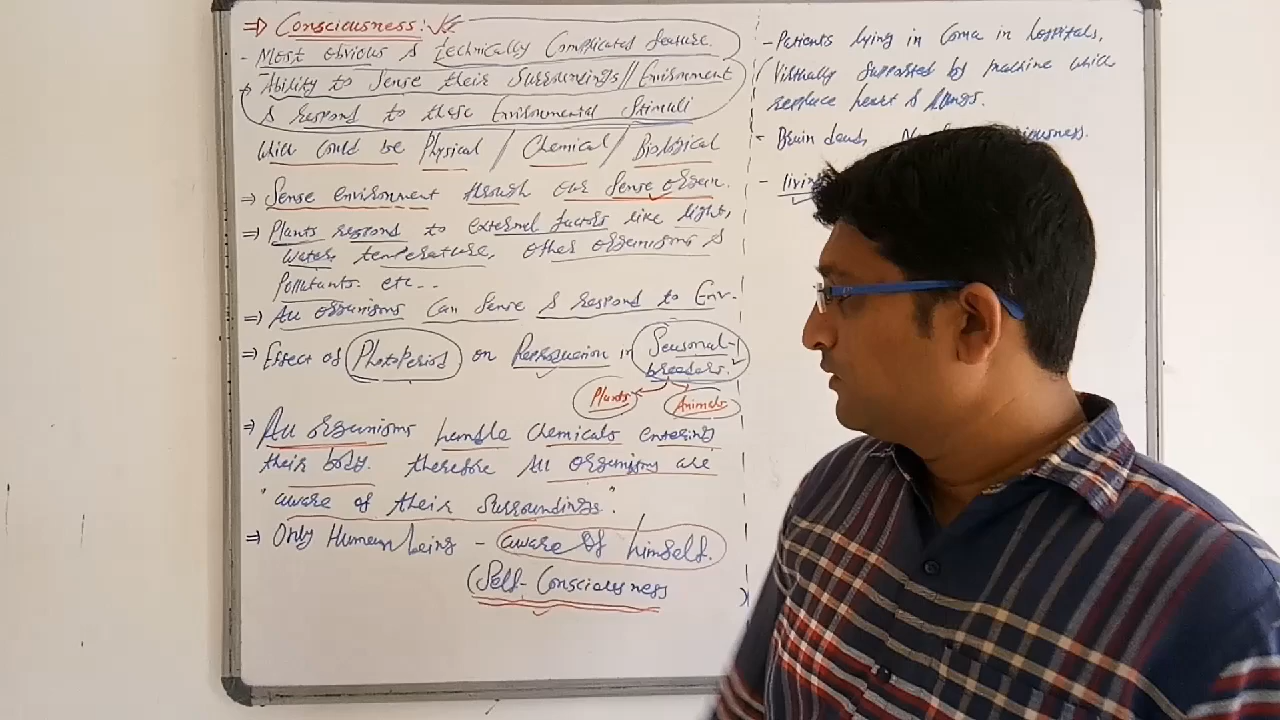 ⇒ Consciousness:
- Most obvious & technically Complicated feature.
→ Ability to Sense their Surroundings // Environment
& respond to these Environmental Stimuli
which Could be Physical / Chemical / Biological
⇒ Sense environment through our Sense organ.
⇒ Plants respond to external factors like light,
water, temperature, other organisms &
Pollutants. etc..
⇒ All organisms Can Sense & respond to Env.
⇒ Effect of Photoperiod on Reproduction in Seasonal-
breeders.
Plants Animals
⇒ All organisms handle Chemicals entering
their body. therefore All organisms are
"aware of their Surroundings."
⇒ Only Human being - aware of himself.
(Self-Consciousness
- Patients lying in Coma in hospitals,
Virtually supported by machine which
replace heart & lungs.
- Brain dead,
- living